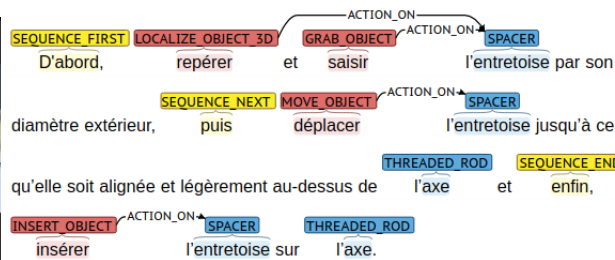 ACTION_ON
SEQUENCE_FIRST LOCALIZE_OBJECT_3D GRAB_OBJECT ACTION_ON SPACER
D'abord, repérer et saisir l'entretoise par son
SEQUENCE_NEXT MOVE_OBJECT ACTION_ON SPACER
diamètre extérieur, puis déplacer l'entretoise jusqu'à ce
THREADED_ROD SEQUENCE_END
qu'elle soit alignée et légèrement au-dessus de l'axe et enfin,
INSERT_OBJECT ACTION_ON SPACER THREADED_ROD
insérer l'entretoise sur l'axe.